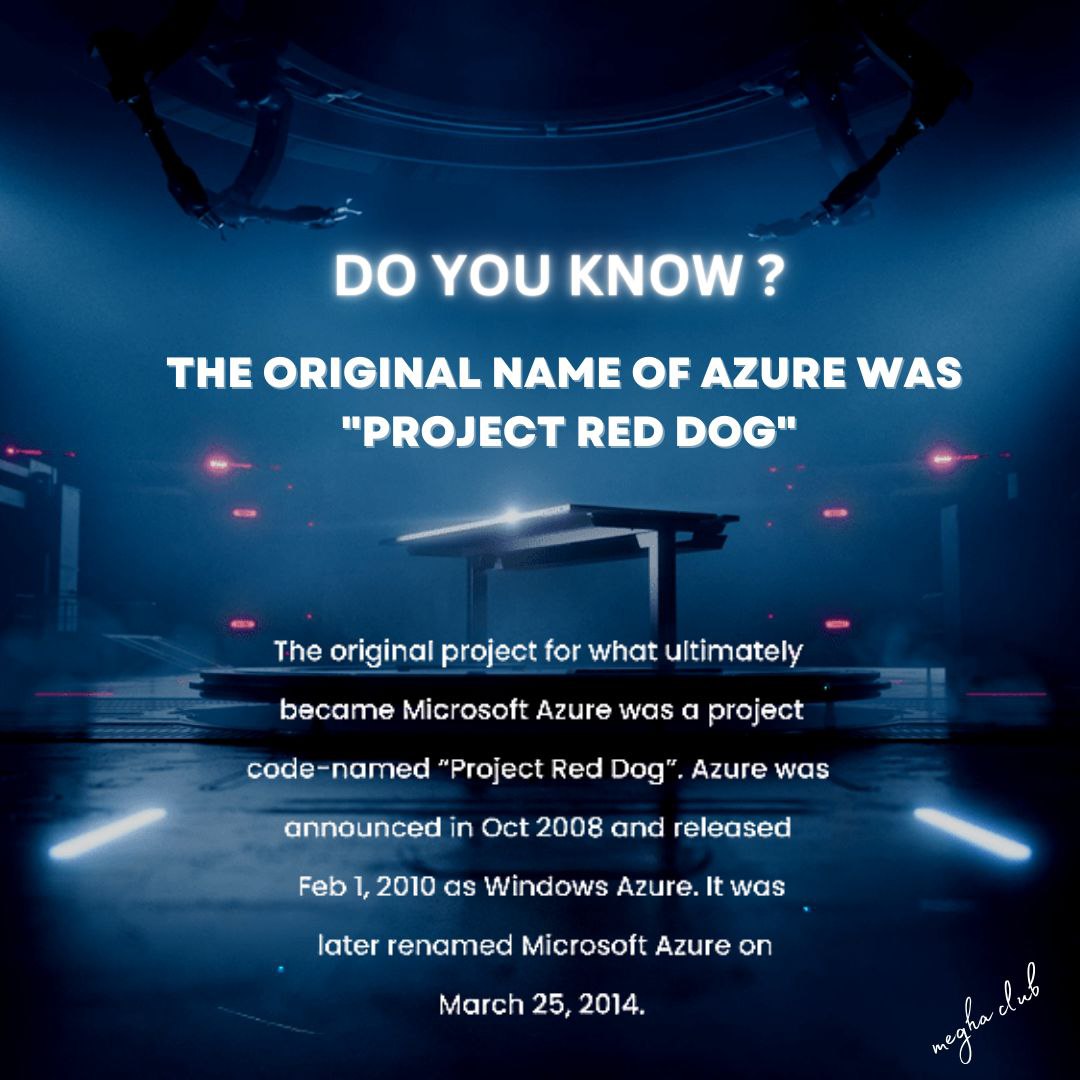 DO YOU KNOW ?
THE ORIGINAL NAME OF AZURE WAS
"PROJECT RED DOG"
The original project for what ultimately
became Microsoft Azure was a project
code-named “Project Red Dog”. Azure was
announced in Oct 2008 and released
Feb 1, 2010 as Windows Azure. It was
later renamed Microsoft Azure on
March 25, 2014.
megha club